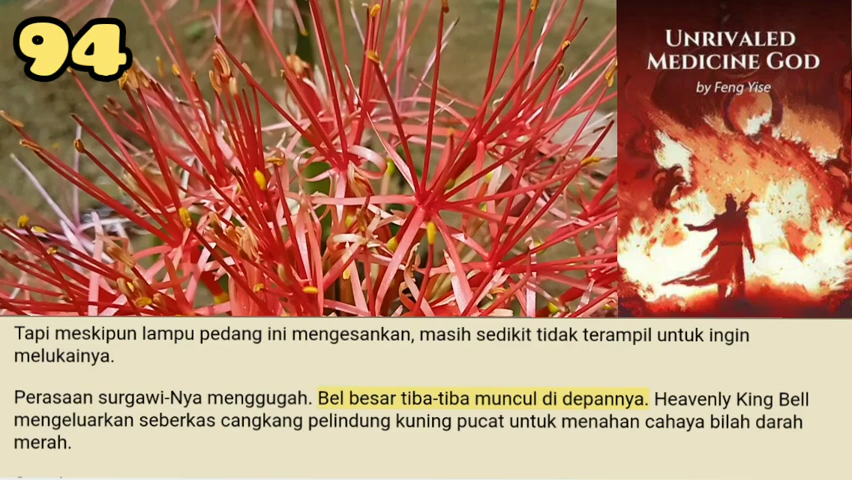 94
UNRIVALED
MEDICINE GOD
by Feng Yise
Tapi meskipun lampu pedang ini mengesankan, masih sedikit tidak terampil untuk ingin
melukainya.
Perasaan surgawi-Nya menggugah. Bel besar tiba-tiba muncul di depannya. Heavenly King Bell
mengeluarkan seberkas cangkang pelindung kuning pucat untuk menahan cahaya bilah darah
merah.